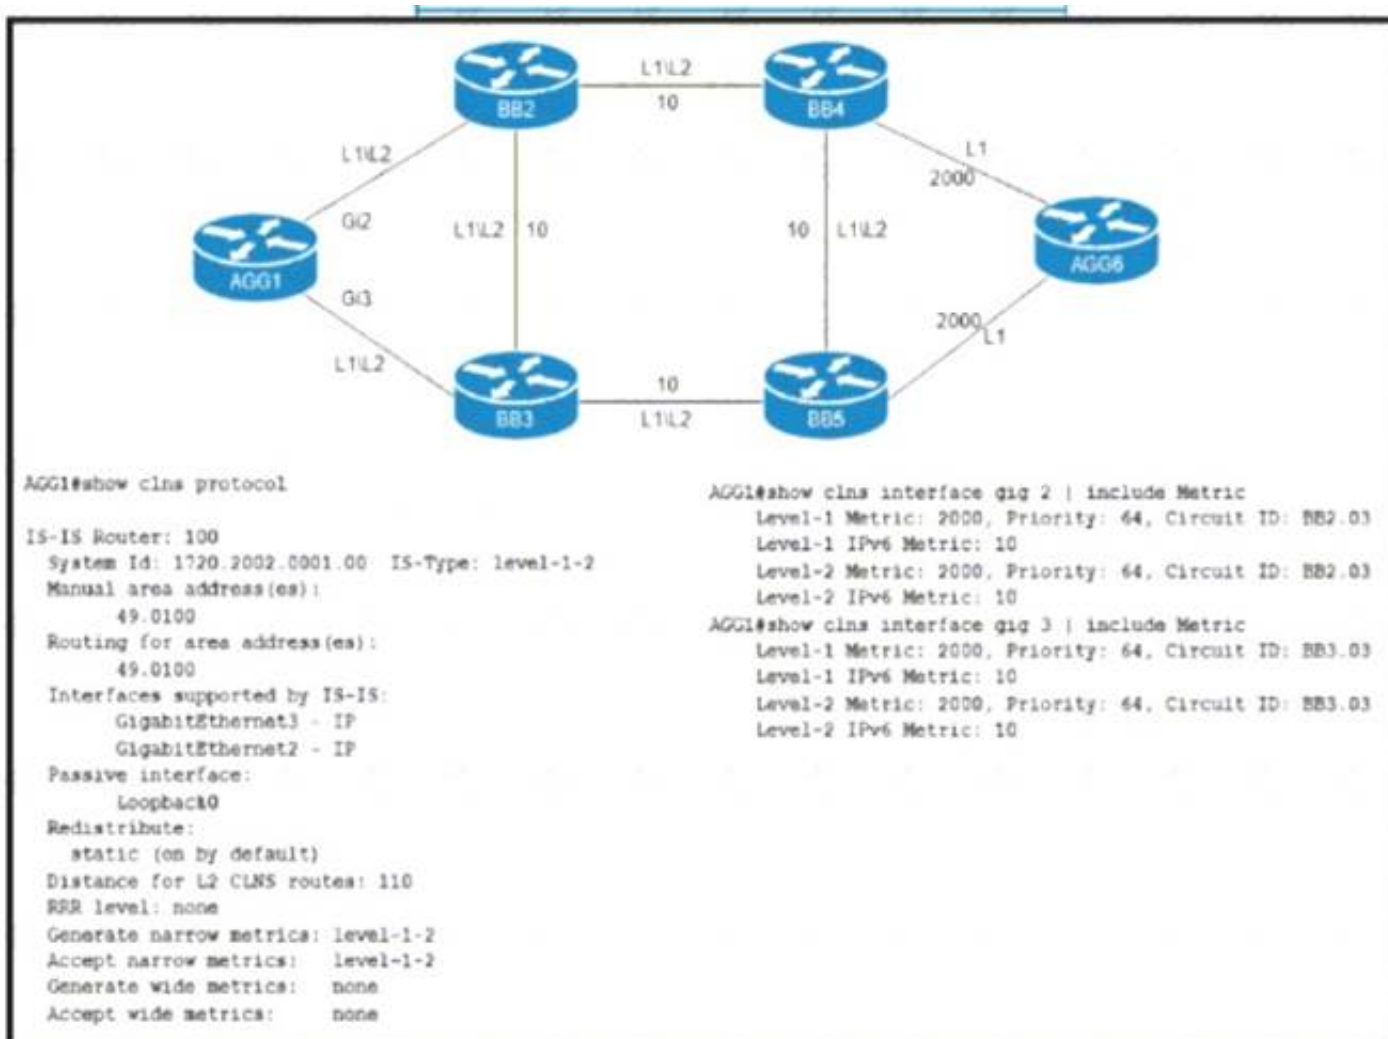 BB2
L1\L2
10
BB4
L1\L2
Gi2
L1\L2
10
10
L1\L2
L1
2000
AGG1
AGG6
Gi3
L1\L2
2000
L1
BB3
10
L1\L2
BB5
AGG1#show clns protocol
IS-IS Router: 100
System Id: 1720.2002.0001.00 IS-Type: level-1-2
Manual area address(es):
49.0100
Routing for area address(es):
49.0100
Interfaces supported by IS-IS:
GigabitEthernet3 - IP
GigabitEthernet2 - IP
Passive interface:
Loopback0
Redistribute:
static (on by default)
Distance for L2 CLNS routes: 110
RRR level: none
Generate narrow metrics: level-1-2
Accept narrow metrics: level-1-2
Generate wide metrics: none
Accept wide metrics: none
AGG1#show clns interface gig 2 | include Metric
Level-1 Metric: 2000, Priority: 64, Circuit ID: BB2.03
Level-1 IPv6 Metric: 10
Level-2 Metric: 2000, Priority: 64, Circuit ID: BB2.03
Level-2 IPv6 Metric: 10
AGG1#show clns interface gig 3 | include Metric
Level-1 Metric: 2000, Priority: 64, Circuit ID: BB3.03
Level-1 IPv6 Metric: 10
Level-2 Metric: 2000, Priority: 64, Circuit ID: BB3.03
Level-2 IPv6 Metric: 10